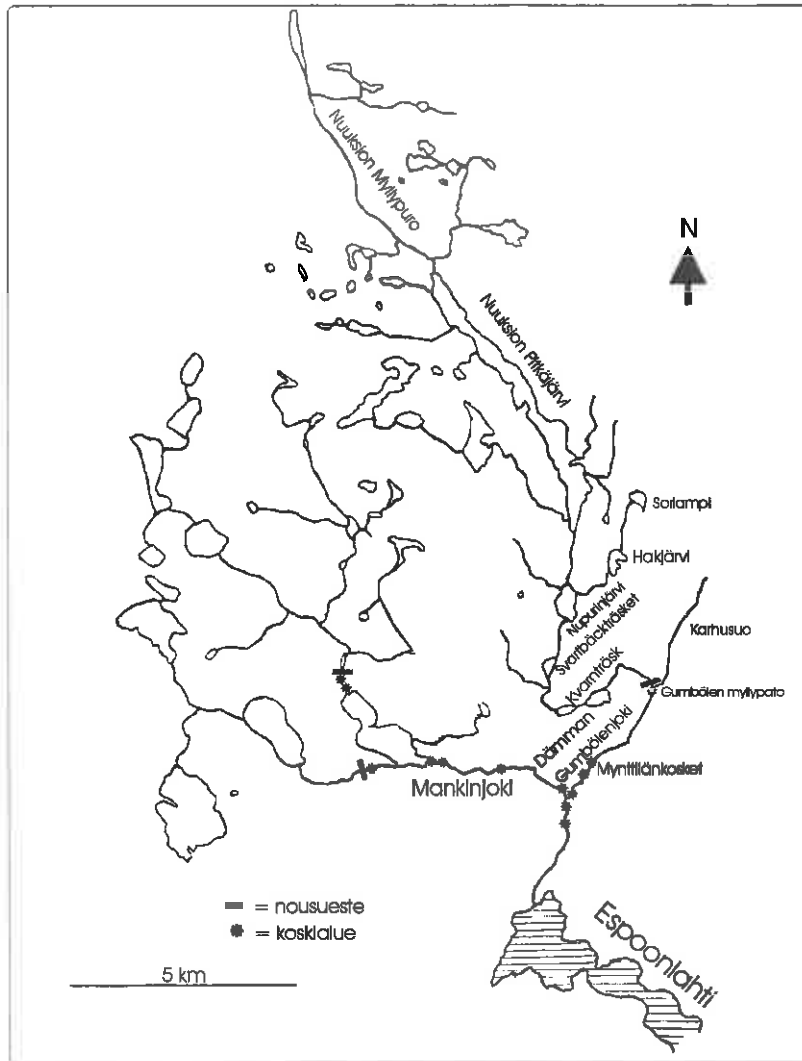 Nuuksion Myllypuro
N
Nuuksion Pitkäjärvi
Sorlampi
Hakjärvi
Nupurinjärvi
Svartbäckträsket
Karhusuo
Kvarnträsk
Gumbölen myllypato
Dämman
Gumbölenjoki
Mynttilänkosket
Mankinjoki
= nousueste
= koskialue
Espoonlahti
5 km